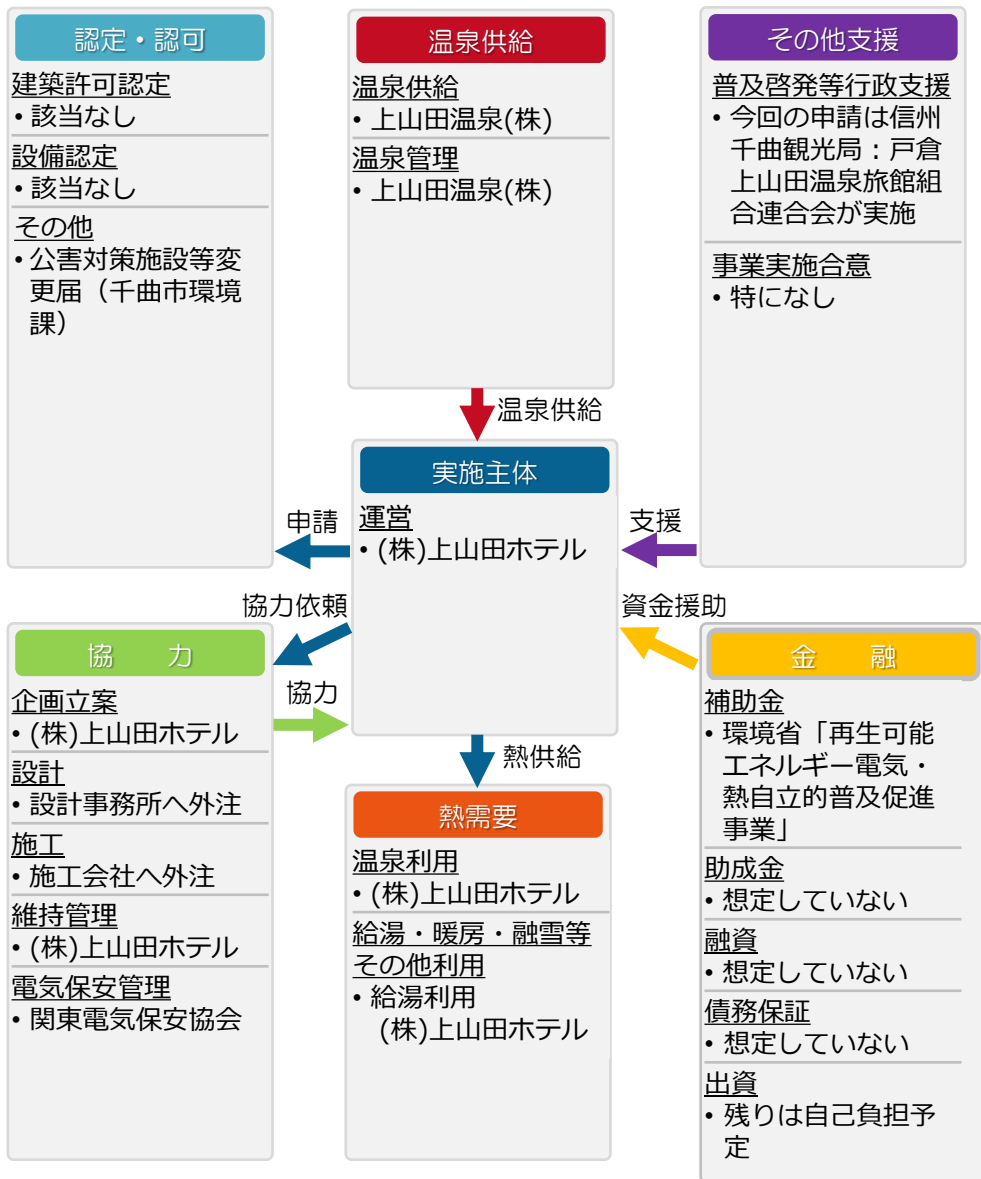 認定・認可
建築許可認定
• 該当なし
設備認定
• 該当なし
その他
• 公害対策施設等変
更届（千曲市環境
課）
温泉供給
温泉供給
• 上山田温泉(株)
温泉管理
• 上山田温泉(株)
その他支援
普及啓発等行政支援
• 今回の申請は信州
千曲観光局：戸倉
上山田温泉旅館組
合連合会が実施
事業実施合意
• 特になし
温泉供給
実施主体
運営
• (株)上山田ホテル
申請
支援
協力依頼
資金援助
協力
熱供給
協　力
企画立案
• (株)上山田ホテル
設計
• 設計事務所へ外注
施工
• 施工会社へ外注
維持管理
• (株)上山田ホテル
電気保安管理
• 関東電気保安協会
熱需要
温泉利用
• (株)上山田ホテル
給湯・暖房・融雪等
その他利用
• 給湯利用
(株)上山田ホテル
金　融
補助金
• 環境省「再生可能
エネルギー電気・
熱自立的普及促進
事業」
助成金
• 想定していない
融資
• 想定していない
債務保証
• 想定していない
出資
• 残りは自己負担予
定